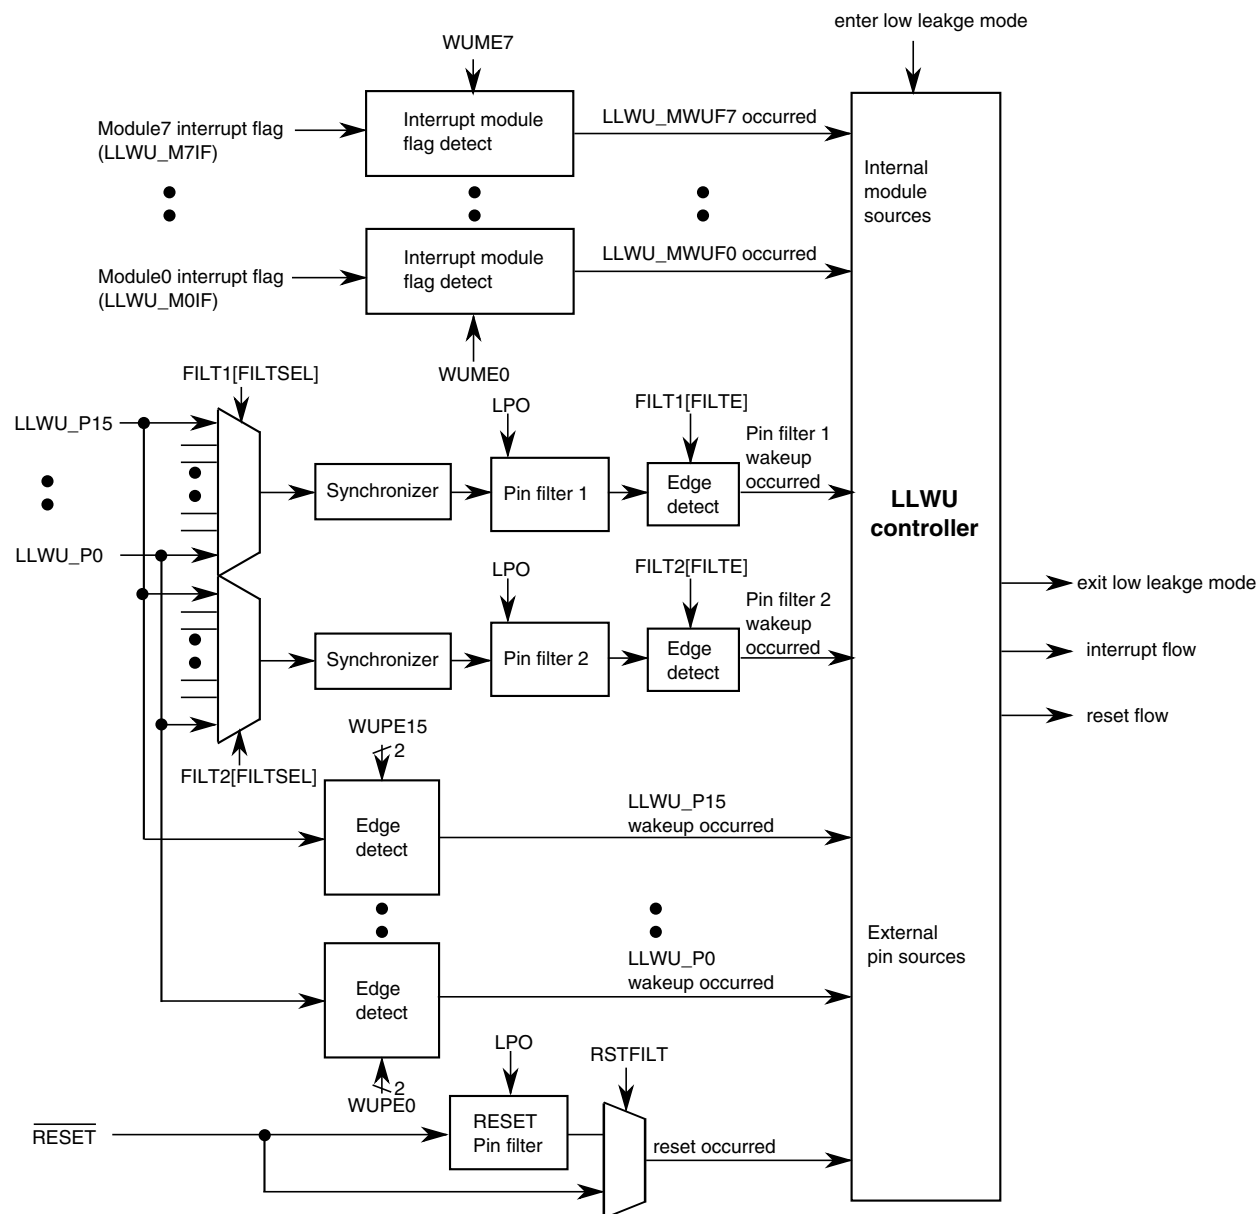 enter low leakge mode
WUME7
Module7 interrupt flag
(LLWU_M7IF)
Interrupt module
flag detect
LLWU_MWUF7 occurred
Internal
module
sources
Module0 interrupt flag
(LLWU_M0IF)
Interrupt module
flag detect
LLWU_MWUF0 occurred
WUME0
FILT1[FILTSEL]
LLWU_P15
LLWU_P0
Synchronizer
LPO
Pin filter 1
FILT1[FILTE]
Edge
detect
Pin filter 1
wakeup
occurred
LLWU
controller
Synchronizer
LPO
Pin filter 2
FILT2[FILTE]
Edge
detect
Pin filter 2
wakeup
occurred
exit low leakge mode
interrupt flow
reset flow
FILT2[FILTSEL]
WUPE15
2
Edge
detect
LLWU_P15
wakeup occurred
Edge
detect
LLWU_P0
wakeup occurred
External
pin sources
2
WUPE0
RESET
LPO
RESET
Pin filter
RSTFILT
reset occurred